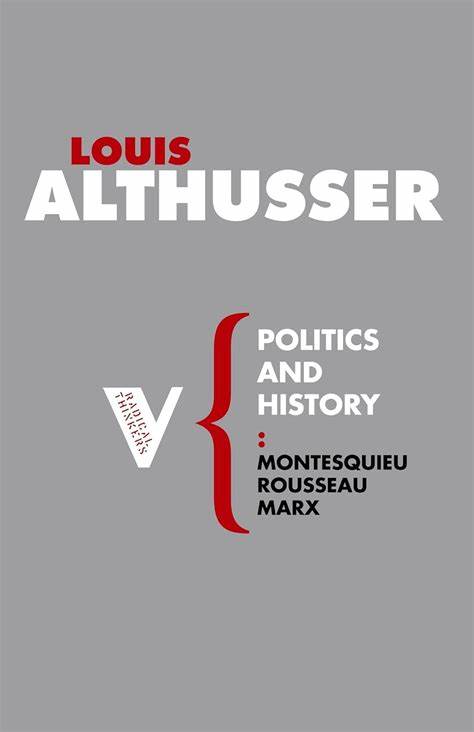 LOUIS
ALTHUSSER
RADICAL
THINKERS
V
POLITICS
AND
HISTORY
:
MONTESQUIEU
ROUSSEAU
MARX